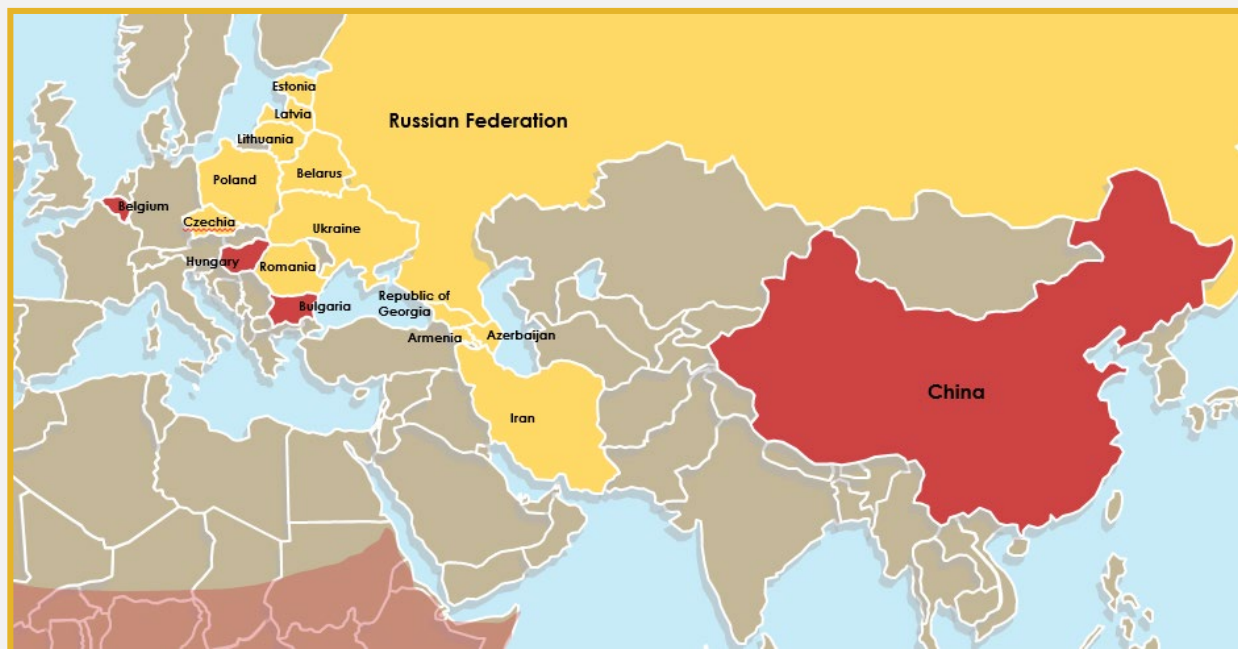 Estonia
Latvia
Lithuania
Russian Federation
Belarus
Poland
Belgium
Czechia
Ukraine
Hungary
Romania
Bulgaria
Republic of
Georgia
Armenia
Azerbaijan
Iran
China